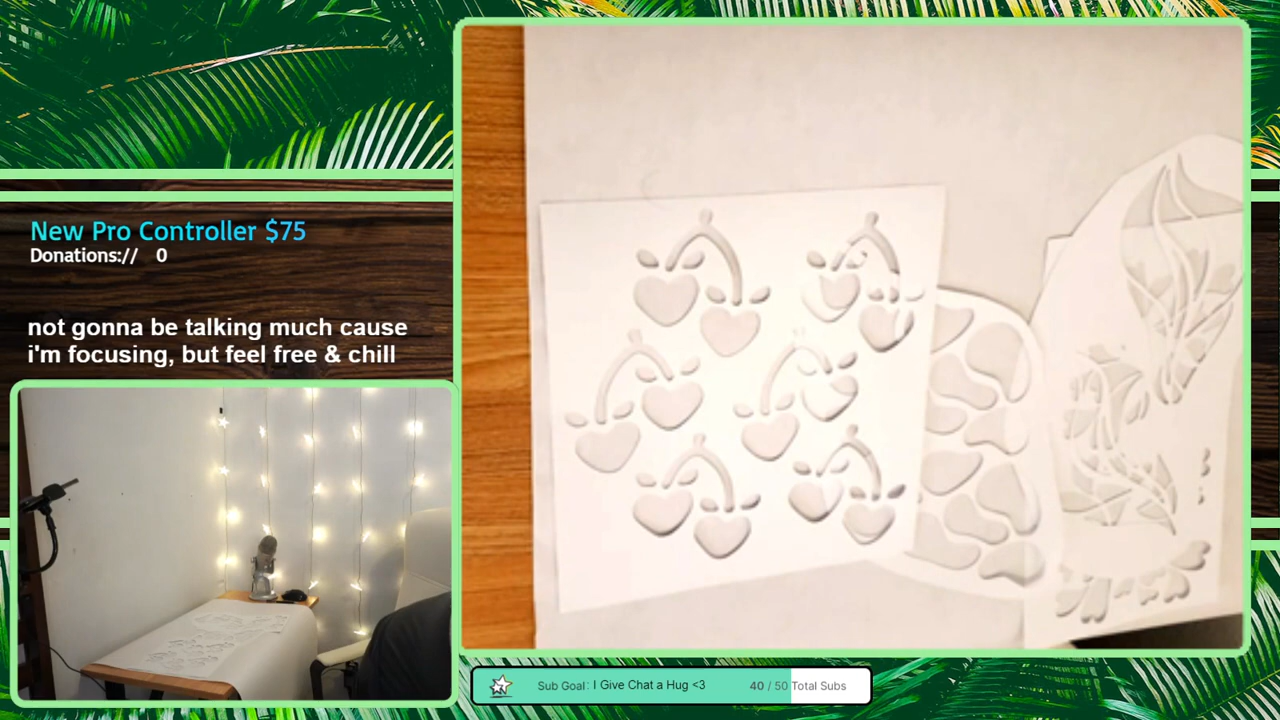 New Pro Controller $75
Donations:// 0
not gonna be talking much cause
i'm focusing, but feel free & chill
Sub Goal: I Give Chat a Hug <3 40 / 50 Total Subs